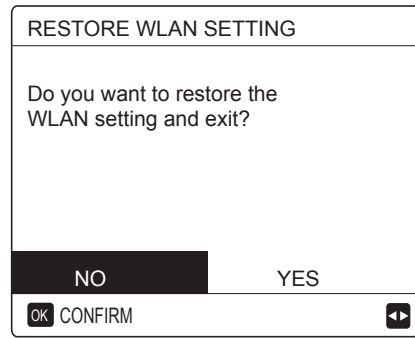 RESTORE WLAN SETTING
Do you want to restore the
WLAN setting and exit?
NO YES
OK CONFIRM